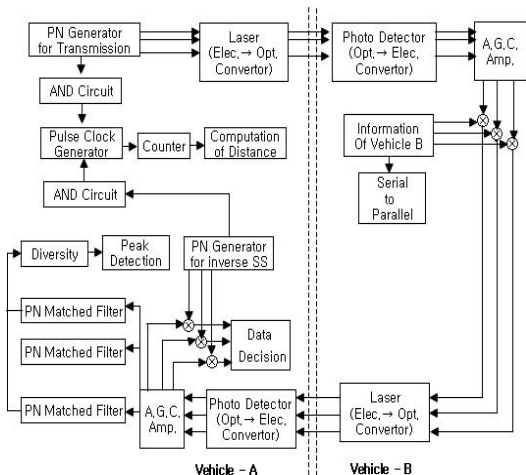 PN Generator
for Transmission
Laser
(Elec,→ Opt,
Convertor)
Photo Detector
(Opt,→ Elec,
Convertor)
A,G,C,
Amp,
AND Circuit
Pulse Clock
Generator
Counter
Computation
of Distance
Information
Of Vehicle B
Serial
to
Parallel
AND Circuit
Diversity
Peak
Detection
PN Generator
for inverse SS
PN Matched Filter
PN Matched Filter
PN Matched Filter
Data
Decision
A,G,C,
Amp,
Photo Detector
(Opt,→ Elec,
Convertor)
Laser
(Elec,→ Opt,
Convertor)
Vehicle - A
Vehicle - B